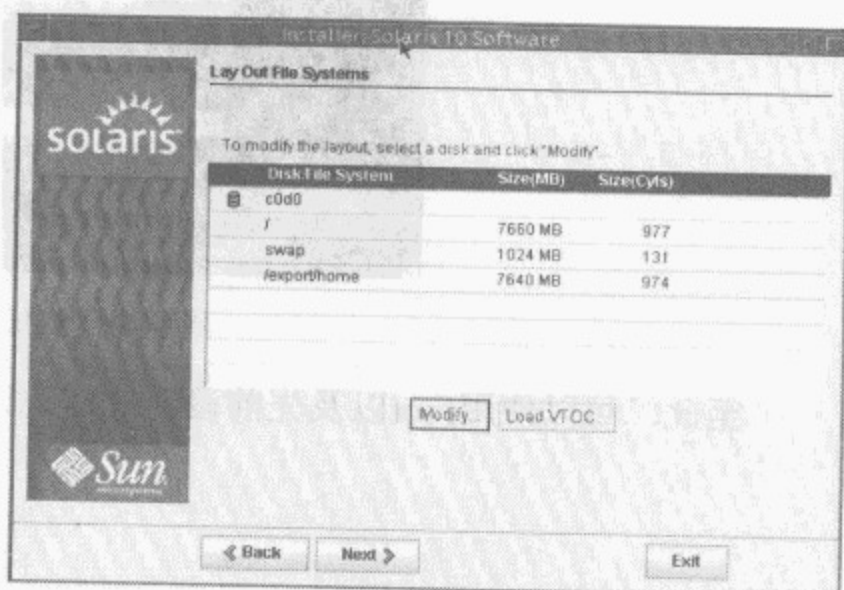 Installer: Solaris 10 Software
Lay Out File Systems
solaris
To modify the layout, select a disk and click "Modify".
Disk:File System Size(MB) Size(Cyls)
c0d0
/ 7660 MB 977
swap 1024 MB 131
/export/home 7640 MB 974
Modify Load VTOC
Sun
microsystems
Back Next Exit